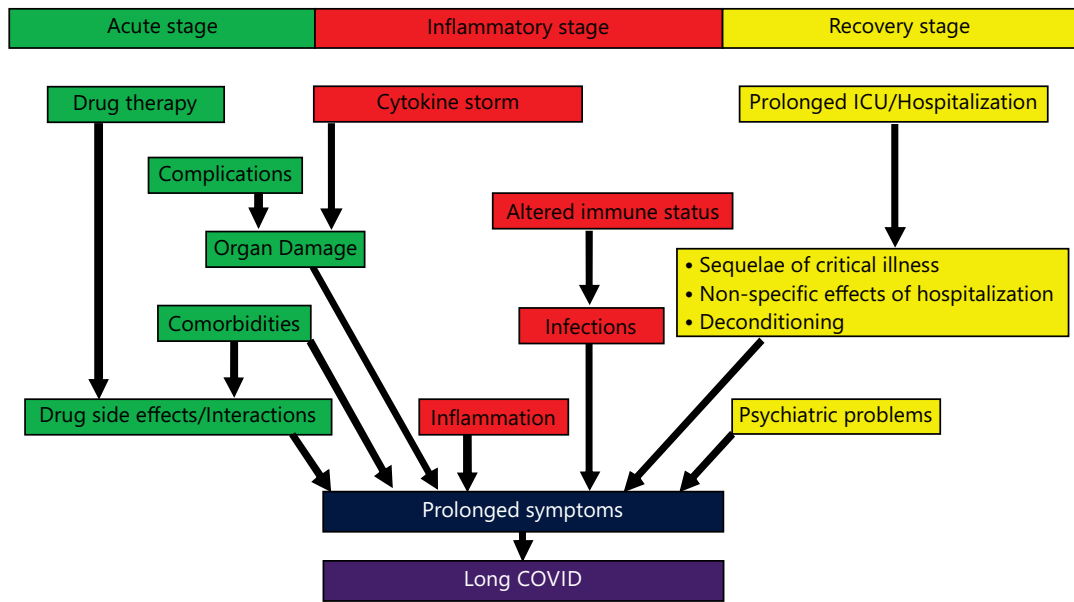 Acute stage
Inflammatory stage
Recovery stage
Drug therapy
Cytokine storm
Prolonged ICU/Hospitalization
Complications
Altered immune status
Organ Damage
• Sequelae of critical illness
• Non-specific effects of hospitalization
• Deconditioning
Comorbidities
Infections
Drug side effects/Interactions
Inflammation
Psychiatric problems
Prolonged symptoms
Long COVID